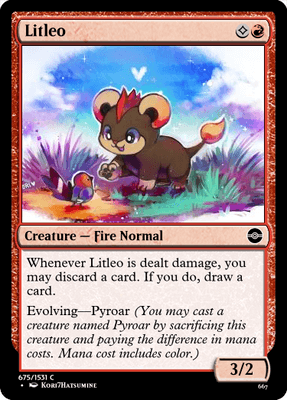 Litleo
Creature — Fire Normal
Whenever Litleo is dealt damage, you
may discard a card. If you do, draw a
card.
Evolving—Pyroar (You may cast a
creature named Pyroar by sacrificing this
creature and paying the difference in mana
costs. Mana cost includes color.)
3/2
675/1531 C
667
• Kori7Hatsumine